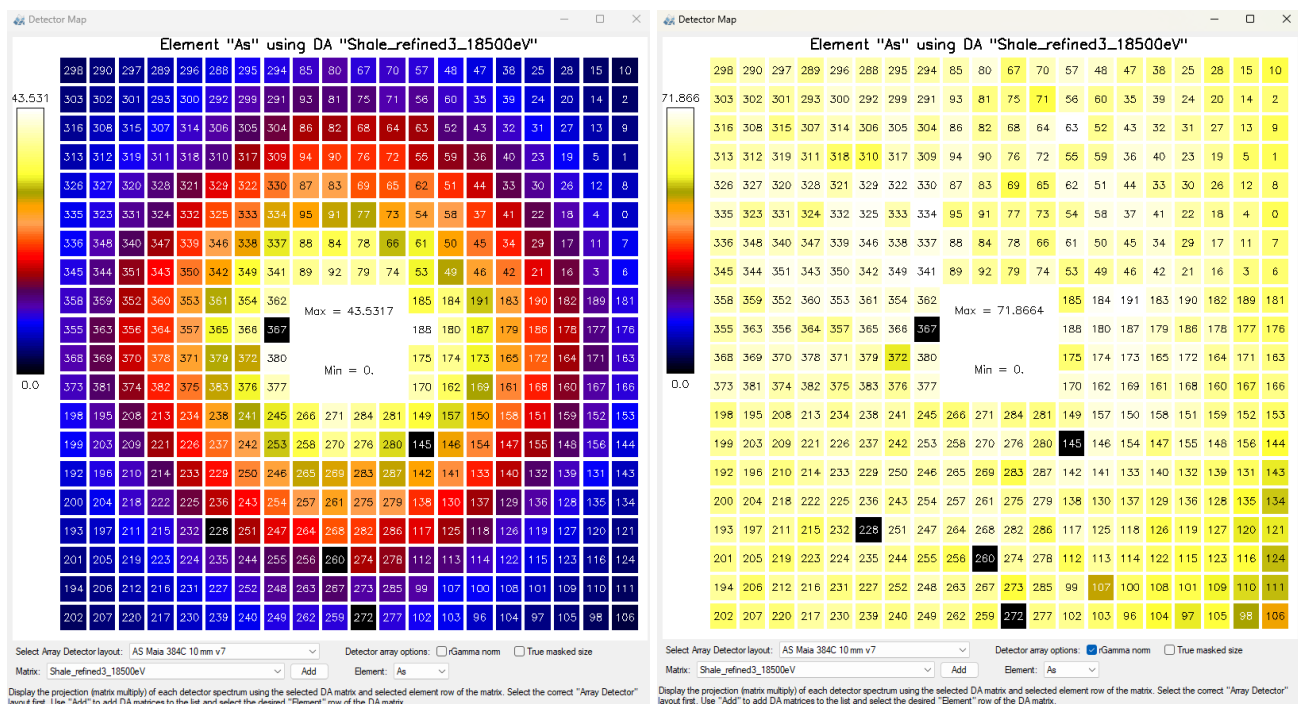 Detector Map
Element "As" using DA "Shale_refined3_18500eV"
298 290 297 289 296 288 295 294 85 80 67 70 57 48 47 38 25 28 15 10
43.531
303 302 301 293 300 292 299 291 93 81 75 71 56 60 35 39 24 20 14 2
316 308 315 307 314 306 305 304 86 82 68 64 63 52 43 32 31 27 13 9
313 312 319 311 318 310 317 309 94 90 76 72 55 59 36 40 23 19 5 1
326 327 320 328 321 329 322 330 87 83 69 65 62 51 44 33 30 26 12 8
335 323 331 324 332 325 333 334 95 91 77 73 54 58 37 41 22 18 4 0
336 348 340 347 339 346 338 337 88 84 78 66 61 50 45 34 29 17 11 7
345 344 351 343 350 342 349 341 89 92 79 74 53 49 46 42 21 16 3 6
358 359 352 360 353 361 354 362 185 184 191 183 190 182 189 181
Max = 43.5317
355 363 356 364 357 365 366 367 188 180 187 179 186 178 177 176
368 369 370 378 371 379 372 380 175 174 173 165 172 164 171 163
Min = 0.
0.0
373 381 374 382 375 383 376 377 170 162 169 161 168 160 167 166
198 195 208 213 234 238 241 245 266 271 284 281 149 157 150 158 151 159 152 153
199 203 209 221 226 237 242 253 258 270 276 280 145 146 154 147 155 148 156 144
192 196 210 214 233 229 250 246 265 269 283 287 142 141 133 140 132 139 131 143
200 204 218 222 225 236 243 254 257 261 275 279 138 130 137 129 136 128 135 134
193 197 211 215 232 228 251 247 264 268 282 286 117 125 118 126 119 127 120 121
201 205 219 223 224 235 244 255 256 260 274 278 112 113 114 122 115 123 116 124
194 206 212 216 231 227 252 248 263 267 273 285 99 107 100 108 101 109 110 111
202 207 220 217 230 239 240 249 262 259 272 277 102 103 96 104 97 105 98 106
Select Array Detector layout: AS Maia 384C 10 mm v7
Detector array options: rGamma norm True masked size
Matrix: Shale_refined3_18500eV Add Element: As
Display the projection (matrix multiply) of each detector spectrum using the selected DA matrix and selected element row of the matrix. Select the correct "Array Detector"
layout first. Use "Add" to add DA matrices to the list and select the desired "Element" row of the DA matrix.
Detector Map
Element "As" using DA "Shale_refined3_18500eV"
298 290 297 289 296 288 295 294 85 80 67 70 57 48 47 38 25 28 15 10
71.866
303 302 301 293 300 292 299 291 93 81 75 71 56 60 35 39 24 20 14 2
316 308 315 307 314 306 305 304 86 82 68 64 63 52 43 32 31 27 13 9
313 312 319 311 318 310 317 309 94 90 76 72 55 59 36 40 23 19 5 1
326 327 320 328 321 329 322 330 87 83 69 65 62 51 44 33 30 26 12 8
335 323 331 324 332 325 333 334 95 91 77 73 54 58 37 41 22 18 4 0
336 348 340 347 339 346 338 337 88 84 78 66 61 50 45 34 29 17 11 7
345 344 351 343 350 342 349 341 89 92 79 74 53 49 46 42 21 16 3 6
358 359 352 360 353 361 354 362 185 184 191 183 190 182 189 181
Max = 71.8664
355 363 356 364 357 365 366 367 188 180 187 179 186 178 177 176
368 369 370 378 371 379 372 380 175 174 173 165 172 164 171 163
Min = 0.
0.0
373 381 374 382 375 383 376 377 170 162 169 161 168 160 167 166
198 195 208 213 234 238 241 245 266 271 284 281 149 157 150 158 151 159 152 153
199 203 209 221 226 237 242 253 258 270 276 280 145 146 154 147 155 148 156 144
192 196 210 214 233 229 250 246 265 269 283 287 142 141 133 140 132 139 131 143
200 204 218 222 225 236 243 254 257 261 275 279 138 130 137 129 136 128 135 134
193 197 211 215 232 228 251 247 264 268 282 286 117 125 118 126 119 127 120 121
201 205 219 223 224 235 244 255 256 260 274 278 112 113 114 122 115 123 116 124
194 206 212 216 231 227 252 248 263 267 273 285 99 107 100 108 101 109 110 111
202 207 220 217 230 239 240 249 262 259 272 277 102 103 96 104 97 105 98 106
Select Array Detector layout: AS Maia 384C 10 mm v7
Detector array options: rGamma norm True masked size
Matrix: Shale_refined3_18500eV Add Element: As
Display the projection (matrix multiply) of each detector spectrum using the selected DA matrix and selected element row of the matrix. Select the correct "Array Detector"
layout first. Use "Add" to add DA matrices to the list and select the desired "Element" row of the DA matrix.